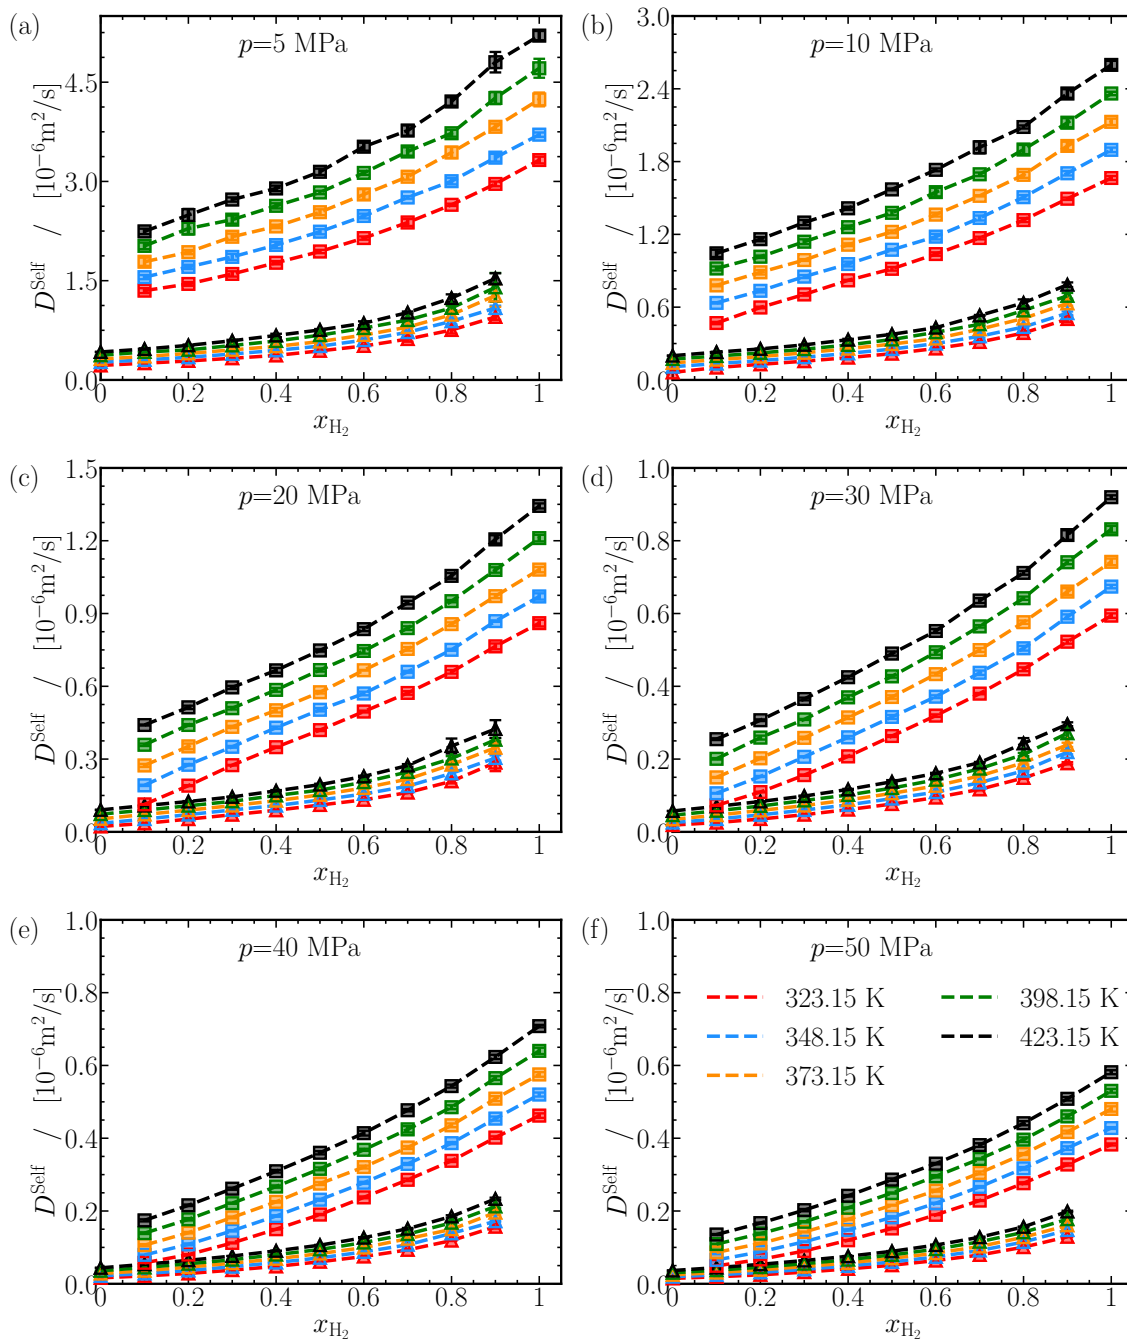 (a)
p=5 MPa
D^Self / [10^−6 m^2/s]
4.5
3.0
1.5
0.0
0 0.2 0.4 0.6 0.8 1
x_H2
(b)
p=10 MPa
D^Self / [10^−6 m^2/s]
3.0
2.4
1.8
1.2
0.6
0.0
0 0.2 0.4 0.6 0.8 1
x_H2
(c)
p=20 MPa
D^Self / [10^−6 m^2/s]
1.5
1.2
0.9
0.6
0.3
0.0
0 0.2 0.4 0.6 0.8 1
x_H2
(d)
p=30 MPa
D^Self / [10^−6 m^2/s]
1.0
0.8
0.6
0.4
0.2
0.0
0 0.2 0.4 0.6 0.8 1
x_H2
(e)
p=40 MPa
D^Self / [10^−6 m^2/s]
1.0
0.8
0.6
0.4
0.2
0.0
0 0.2 0.4 0.6 0.8 1
x_H2
(f)
p=50 MPa
323.15 K
348.15 K
373.15 K
398.15 K
423.15 K
D^Self / [10^−6 m^2/s]
1.0
0.8
0.6
0.4
0.2
0.0
0 0.2 0.4 0.6 0.8 1
x_H2